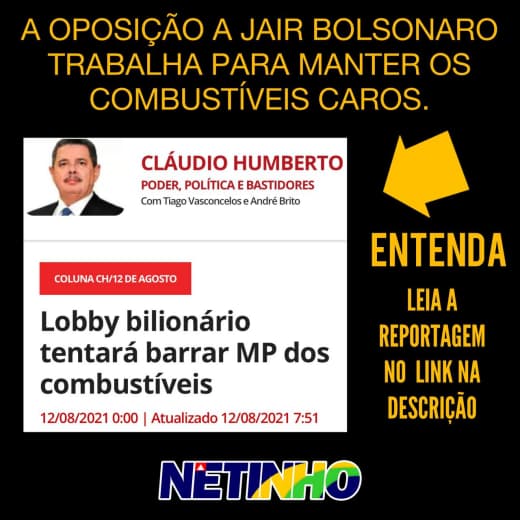 A OPOSIÇÃO A JAIR BOLSONARO
TRABALHA PARA MANTER OS
COMBUSTÍVEIS CAROS.
CLÁUDIO HUMBERTO
PODER, POLÍTICA E BASTIDORES
Com Tiago Vasconcelos e André Brito
COLUNA CH/12 DE AGOSTO
Lobby bilionário
tentará barrar MP dos
combustíveis
12/08/2021 0:00 | Atualizado 12/08/2021 7:51
ENTENDA
LEIA A
REPORTAGEM
NO LINK NA
DESCRIÇÃO
NETINHO